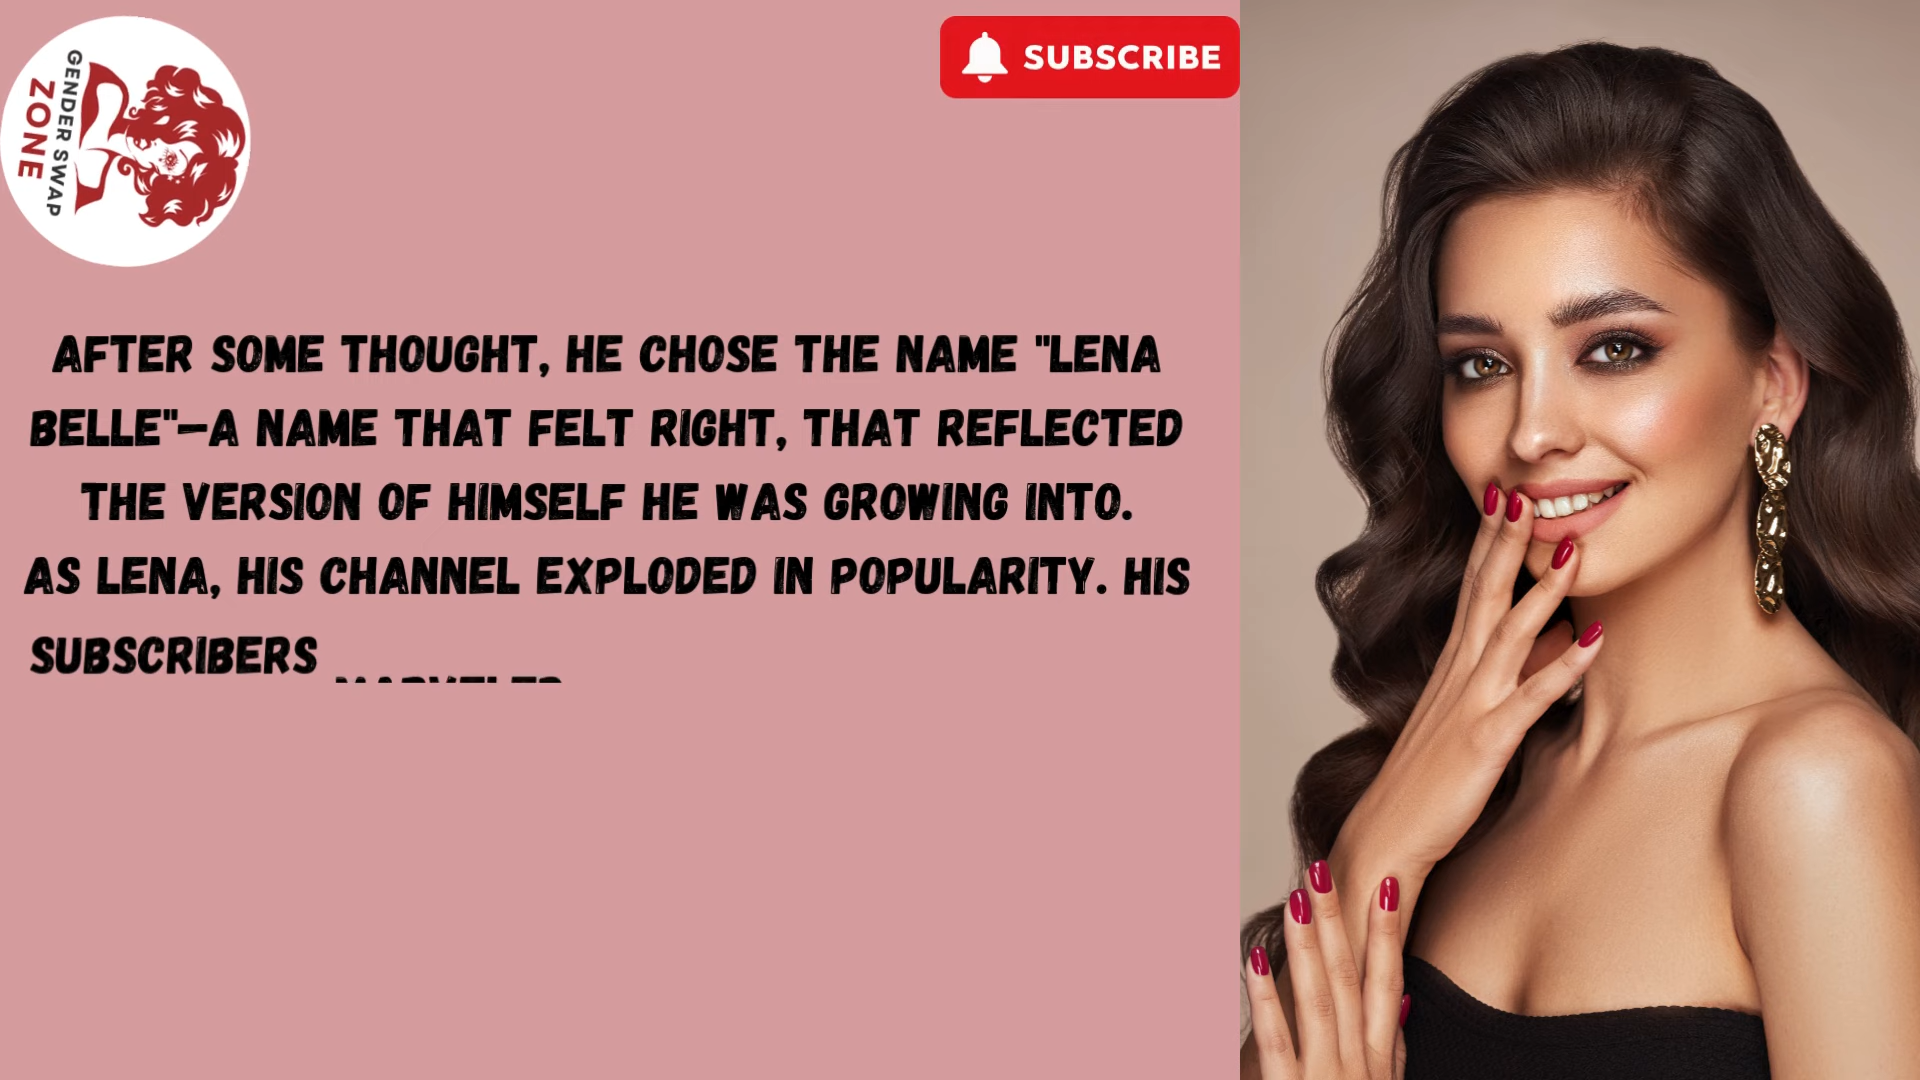 GENDER SWAP
ZONE
SUBSCRIBE
AFTER SOME THOUGHT, HE CHOSE THE NAME "LENA
BELLE"—A NAME THAT FELT RIGHT, THAT REFLECTED
THE VERSION OF HIMSELF HE WAS GROWING INTO.
AS LENA, HIS CHANNEL EXPLODED IN POPULARITY. HIS
SUBSCRIBERS